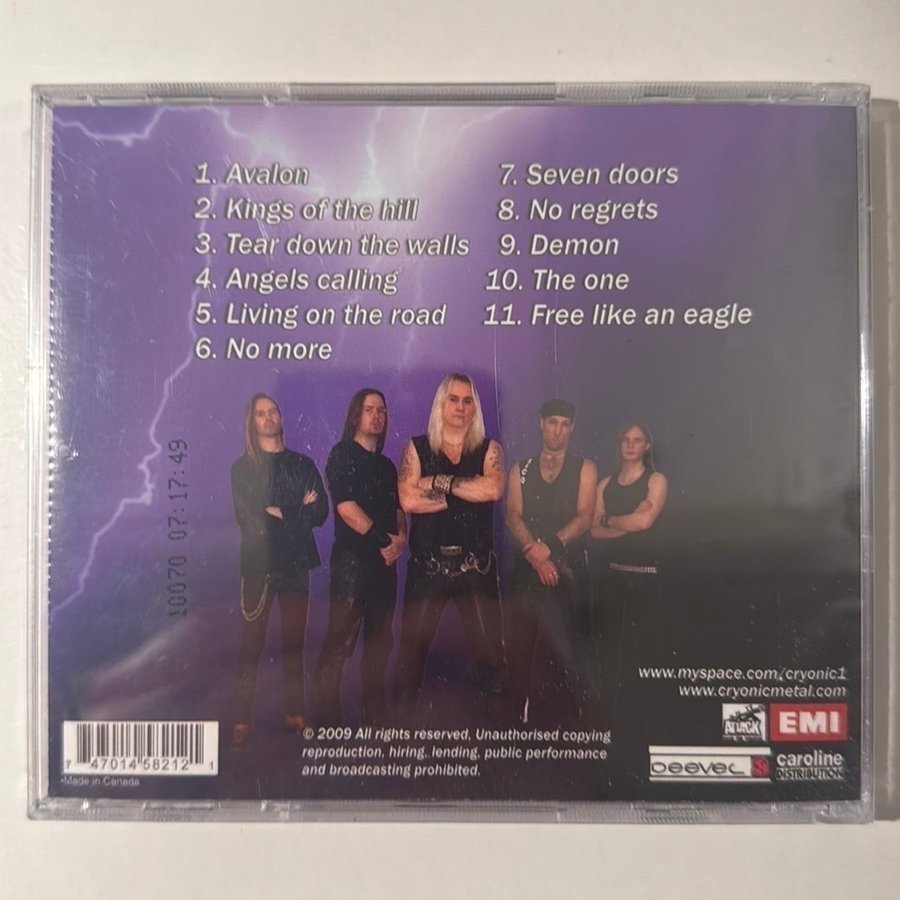 1. Avalon
2. Kings of the hill
3. Tear down the walls
4. Angels calling
5. Living on the road
6. No more
7. Seven doors
8. No regrets
9. Demon
10. The one
11. Free like an eagle
10070 07:17:49
www.myspace.com/cryonic1
www.cryonicmetal.com
ATTACK
EMI
caroline
DISTRIBUTION
© 2009 All rights reserved, Unauthorised copying
reproduction, hiring, lending, public performance
and broadcasting prohibited.
7 47014 58212 1
Made in Canada